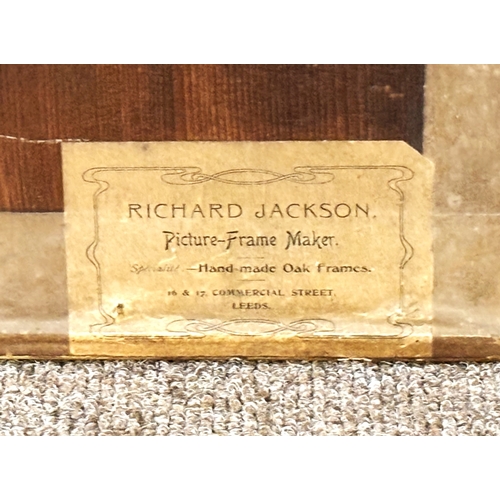 RICHARD JACKSON.
Picture-Frame Maker.
Specialité.—Hand-made Oak Frames.
16 & 17, COMMERCIAL STREET,
LEEDS.